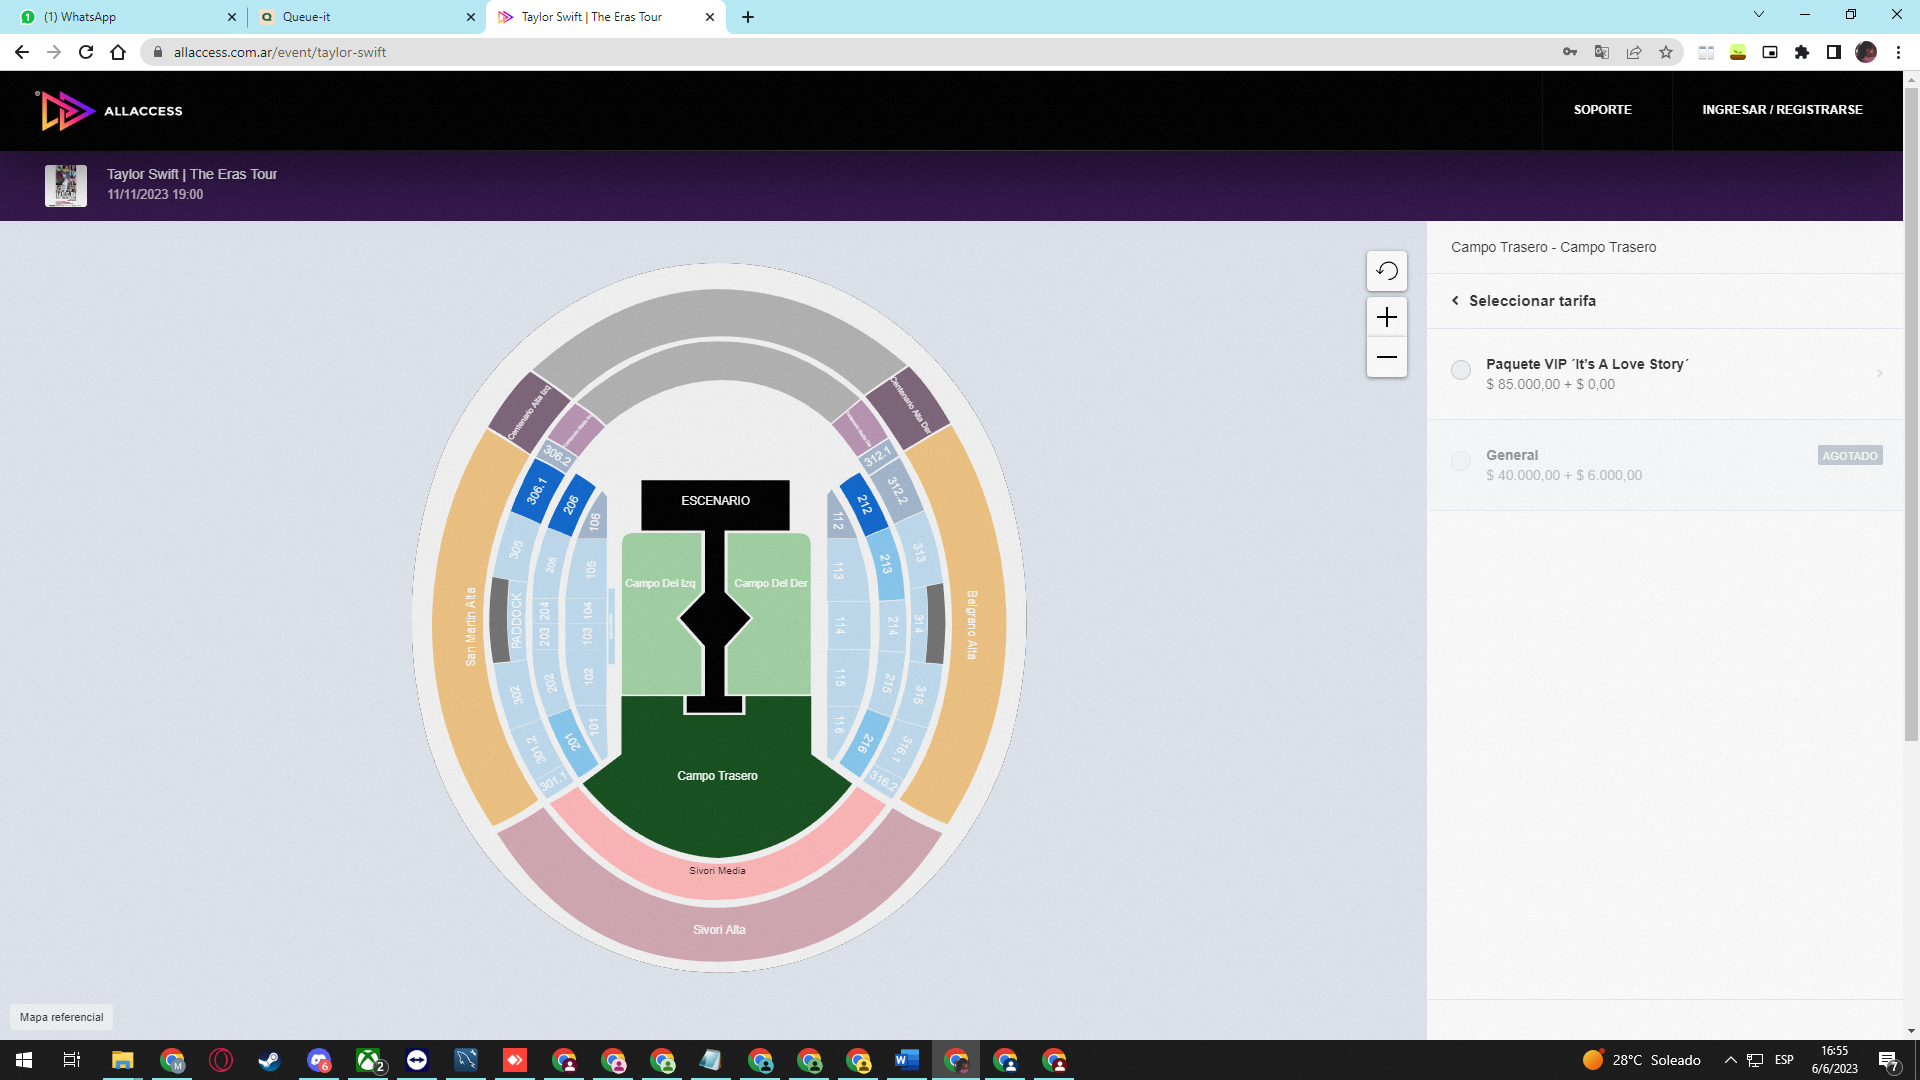 (1) WhatsApp
Queue-it
Taylor Swift | The Eras Tour
allaccess.com.ar/event/taylor-swift
ALLACCESS
SOPORTE
INGRESAR / REGISTRARSE
Taylor Swift | The Eras Tour
11/11/2023 19:00
Campo Trasero - Campo Trasero
Seleccionar tarifa
Paquete VIP ´It’s A Love Story´
$ 85.000,00 + $ 0,00
General
AGOTADO
$ 40.000,00 + $ 6.000,00
Centenario Alta Izq
Centenario Alta Der
306.2
312.1
306.1
206
106
112
212
312.2
ESCENARIO
305
205
105
113
213
313
Campo Del Izq
Campo Del Der
San Martin Alta
PADDOCK
204
203
104
103
114
214
314
Belgrano Alta
302
202
102
115
215
315
301.2
201
101
116
216
316.1
301.1
316.2
Campo Trasero
Sivori Media
Sivori Alta
Mapa referencial
M
6
2
28°C Soleado
ESP
16:55
6/6/2023
7